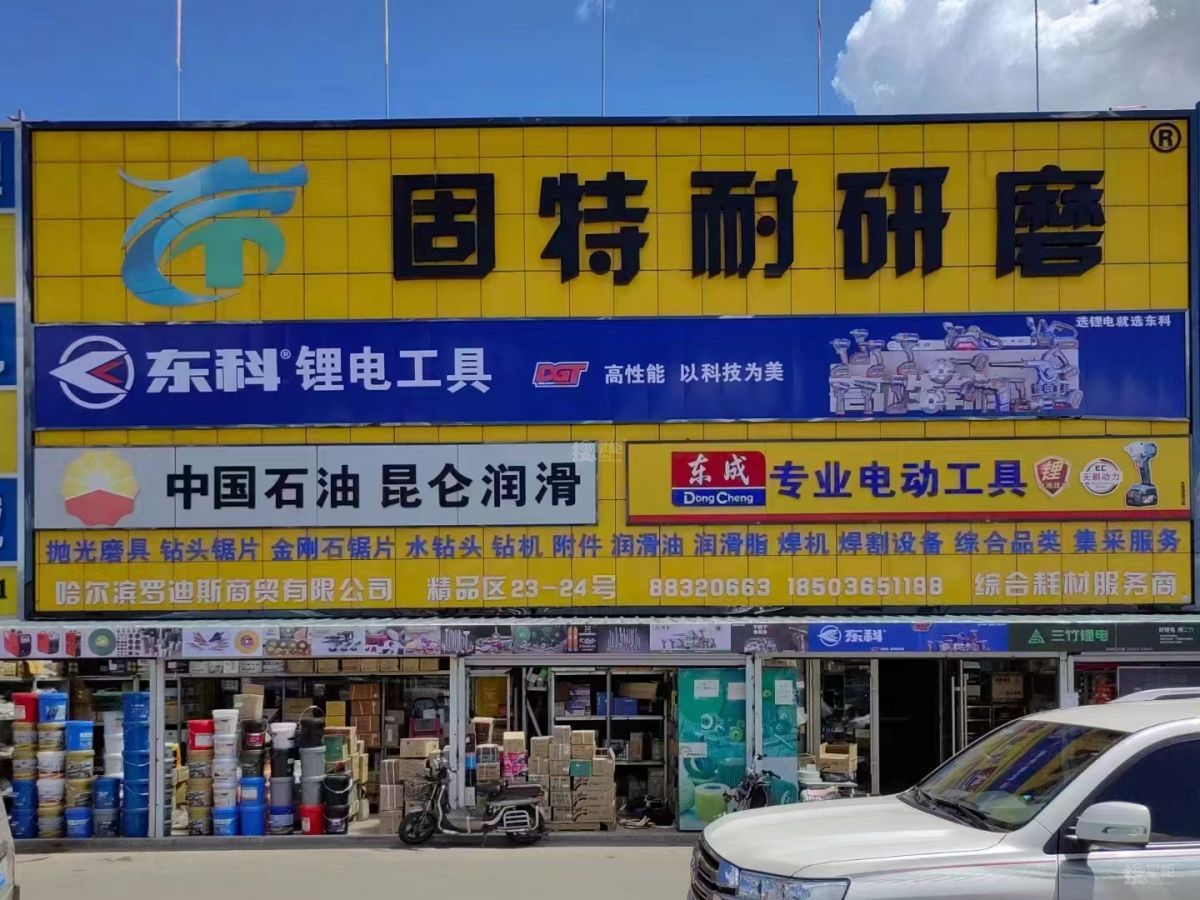 固特耐研磨®
选锂电就选东科
东科®锂电工具 DGT 高性能 以科技为美
中国石油 昆仑润滑
东成 DongCheng 专业电动工具 锂 EC 无刷动力
抛光磨具 钻头锯片 金刚石锯片 水钻头 钻机 附件 润滑油 润滑脂 焊机 焊割设备 综合品类 集采服务
哈尔滨罗迪斯商贸有限公司 精品区23-24号 88320663 18503651188 综合耗材服务商
东科 三竹锂电